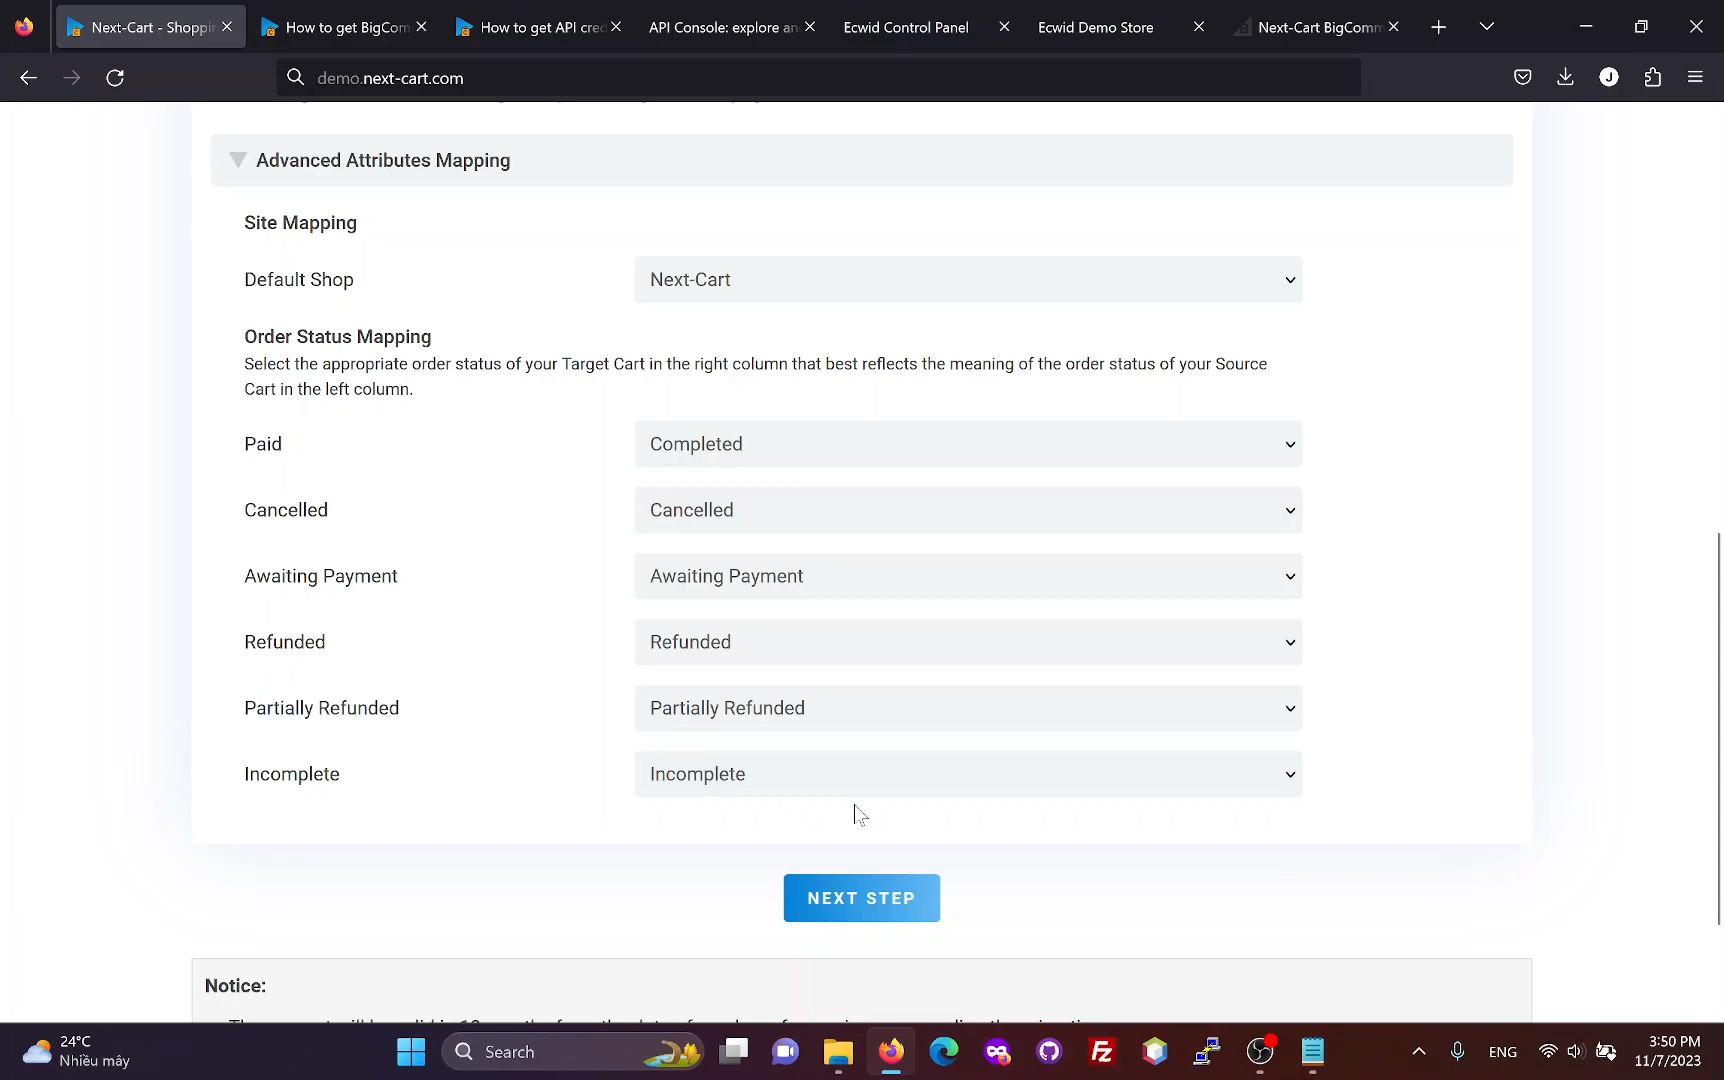 Next-Cart - Shoppin
How to get BigCom
How to get API cred
API Console: explore an
Ecwid Control Panel
Ecwid Demo Store
Next-Cart BigComm
demo.next-cart.com
J
Advanced Attributes Mapping
Site Mapping
Default Shop
Next-Cart
Order Status Mapping
Select the appropriate order status of your Target Cart in the right column that best reflects the meaning of the order status of your Source
Cart in the left column.
Paid
Completed
Cancelled
Cancelled
Awaiting Payment
Awaiting Payment
Refunded
Refunded
Partially Refunded
Partially Refunded
Incomplete
Incomplete
NEXT STEP
Notice:
24°C
Nhiều mây
Search
ENG
3:50 PM
11/7/2023